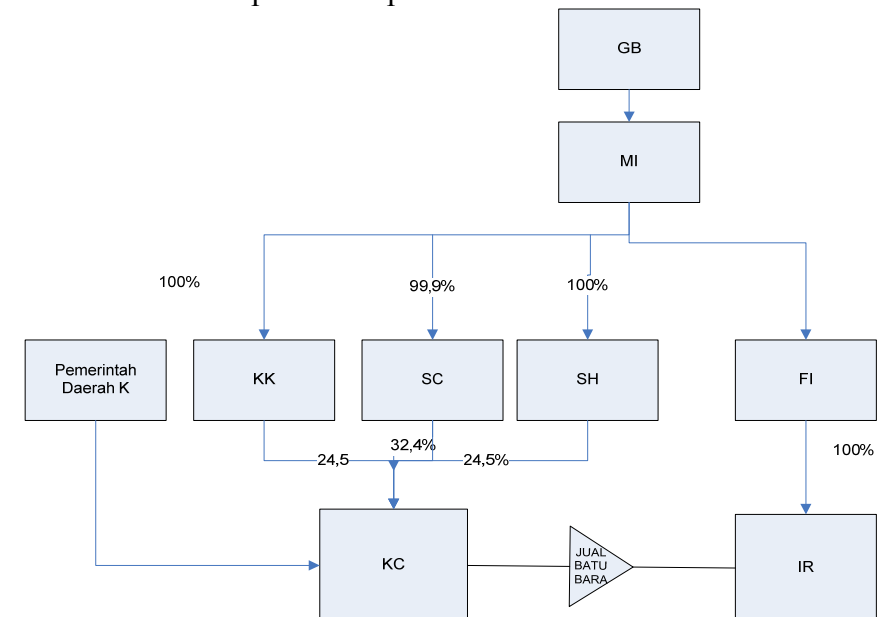 GB
MI
100%
99,9%
100%
Pemerintah
Daerah K
KK
SC
SH
FI
32,4%
24,5
24,5%
100%
KC
JUAL
BATU
BARA
IR